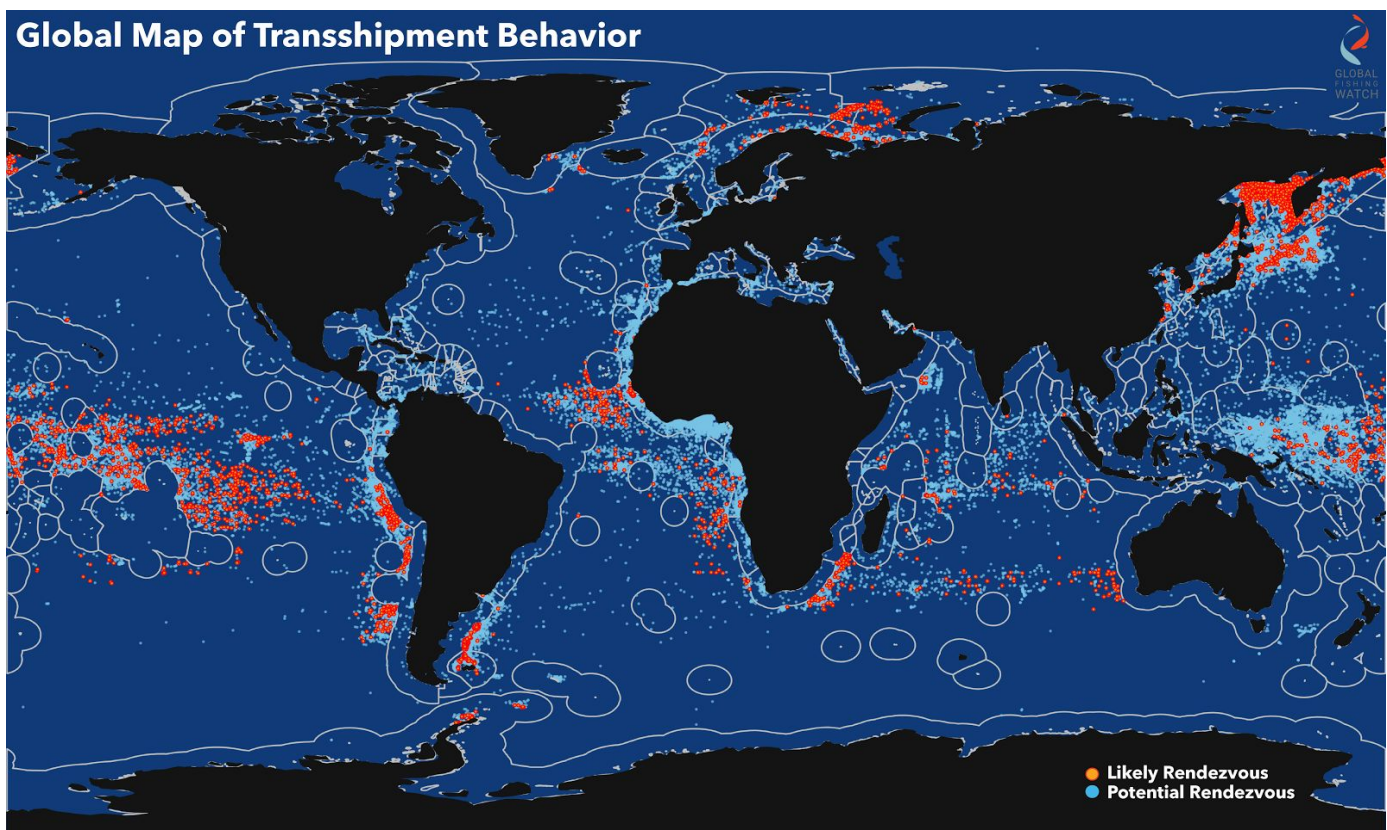 Global Map of Transshipment Behavior
GLOBAL
FISHING
WATCH
Likely Rendezvous
Potential Rendezvous